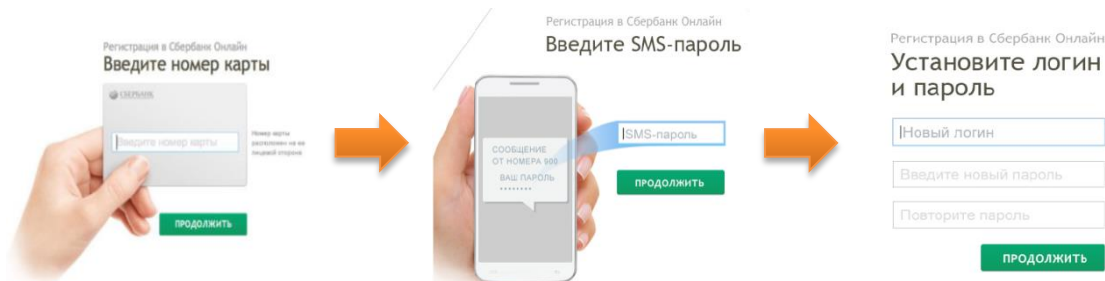 Регистрация в Сбербанк Онлайн
Введите номер карты
СБЕРБАНК
Введите номер карты
Номер карты
расположен на ее
лицевой стороне
ПРОДОЛЖИТЬ
Регистрация в Сбербанк Онлайн
Введите SMS-пароль
SMS-пароль
СООБЩЕНИЕ
ОТ НОМЕРА 900
ВАШ ПАРОЛЬ
********
ПРОДОЛЖИТЬ
Регистрация в Сбербанк Онлайн
Установите логин
и пароль
Новый логин
Введите новый пароль
Повторите пароль
ПРОДОЛЖИТЬ